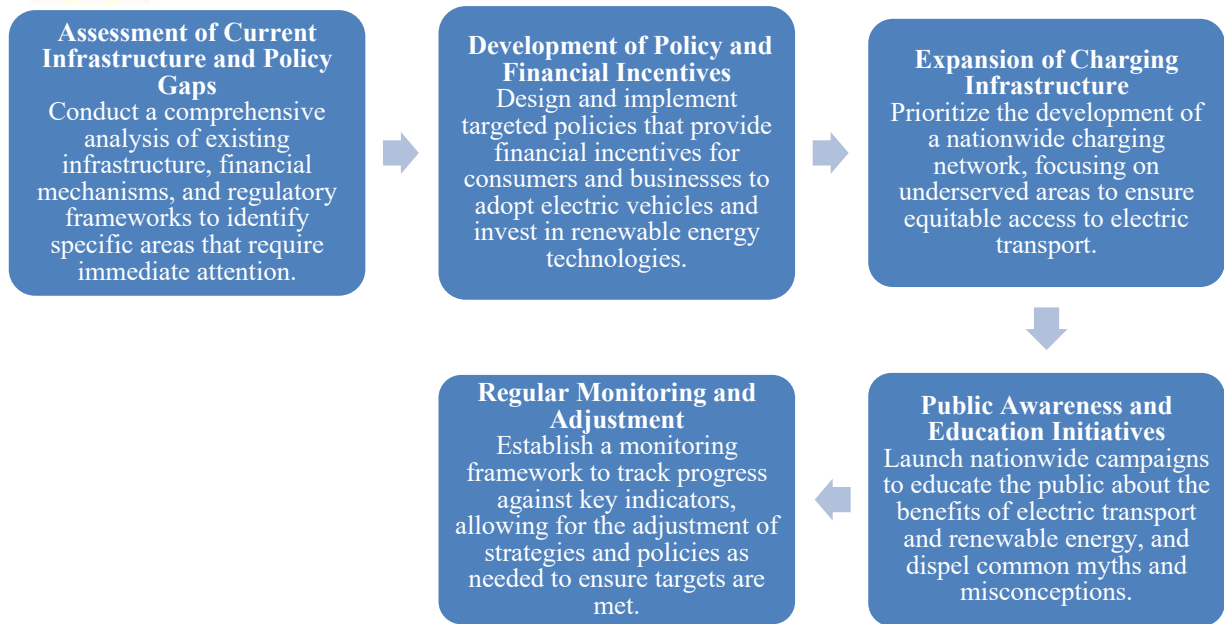 Assessment of Current
Infrastructure and Policy
Gaps
Conduct a comprehensive
analysis of existing
infrastructure, financial
mechanisms, and regulatory
frameworks to identify
specific areas that require
immediate attention.
Development of Policy and
Financial Incentives
Design and implement
targeted policies that provide
financial incentives for
consumers and businesses to
adopt electric vehicles and
invest in renewable energy
technologies.
Expansion of Charging
Infrastructure
Prioritize the development of
a nationwide charging
network, focusing on
underserved areas to ensure
equitable access to electric
transport.
Public Awareness and
Education Initiatives
Launch nationwide campaigns
to educate the public about the
benefits of electric transport
and renewable energy, and
dispel common myths and
misconceptions.
Regular Monitoring and
Adjustment
Establish a monitoring
framework to track progress
against key indicators,
allowing for the adjustment of
strategies and policies as
needed to ensure targets are
met.